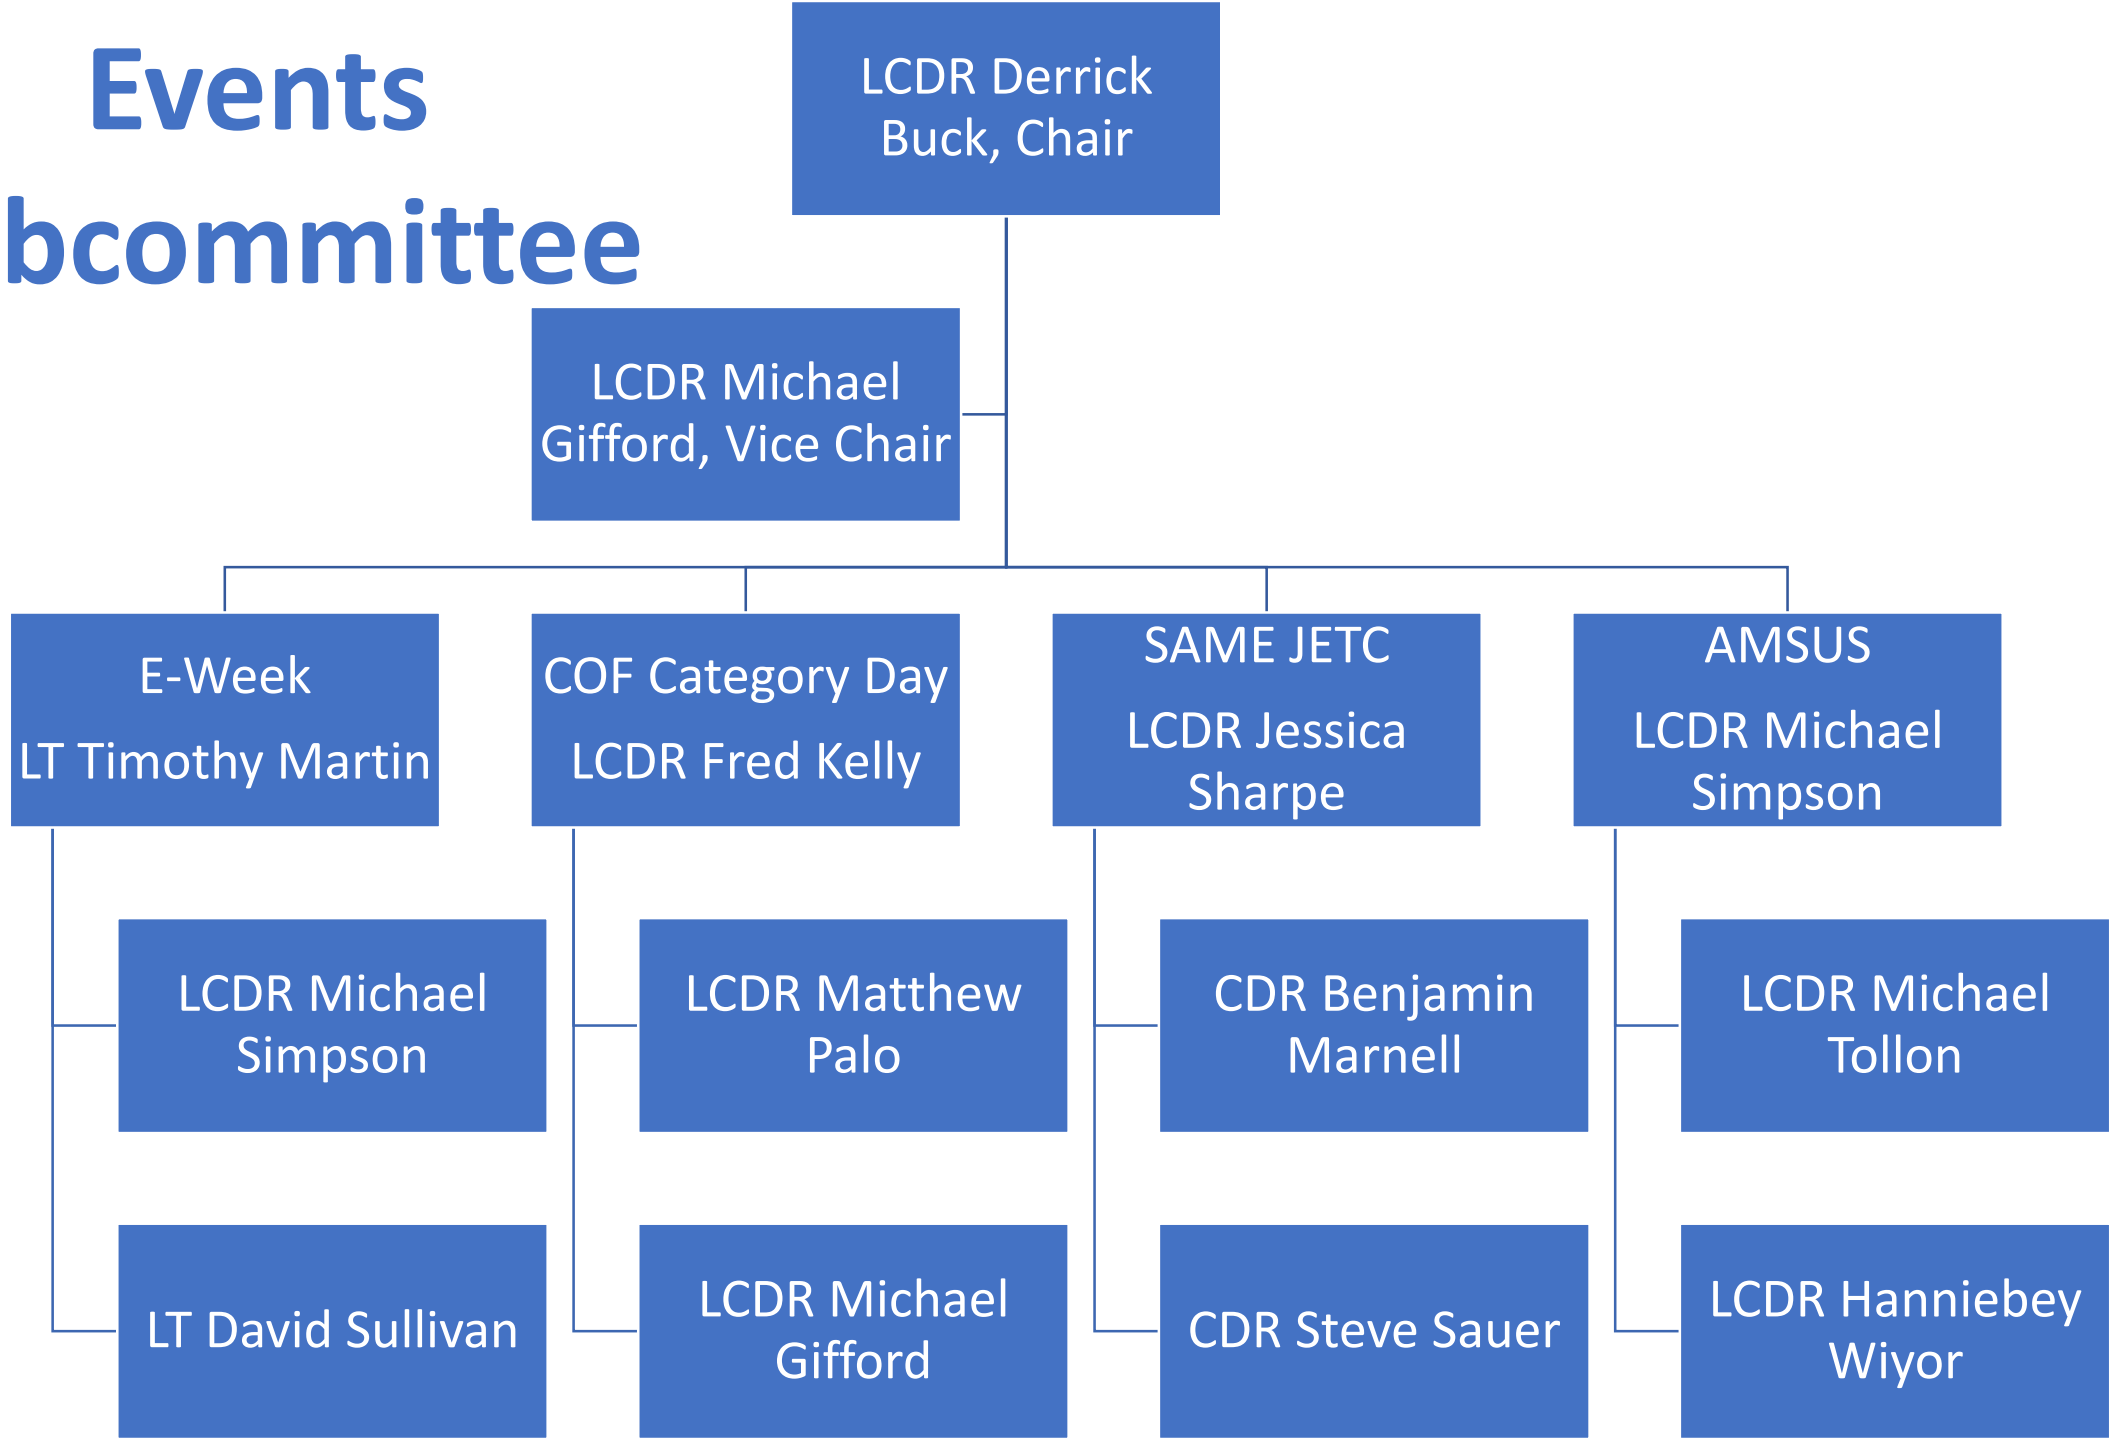 Events
bcommittee
LCDR Derrick
Buck, Chair
LCDR Michael
Gifford, Vice Chair
E-Week
LT Timothy Martin
COF Category Day
LCDR Fred Kelly
SAME JETC
LCDR Jessica
Sharpe
AMSUS
LCDR Michael
Simpson
LCDR Michael
Simpson
LCDR Matthew
Palo
CDR Benjamin
Marnell
LCDR Michael
Tollon
LT David Sullivan
LCDR Michael
Gifford
CDR Steve Sauer
LCDR Hanniebey
Wiyor